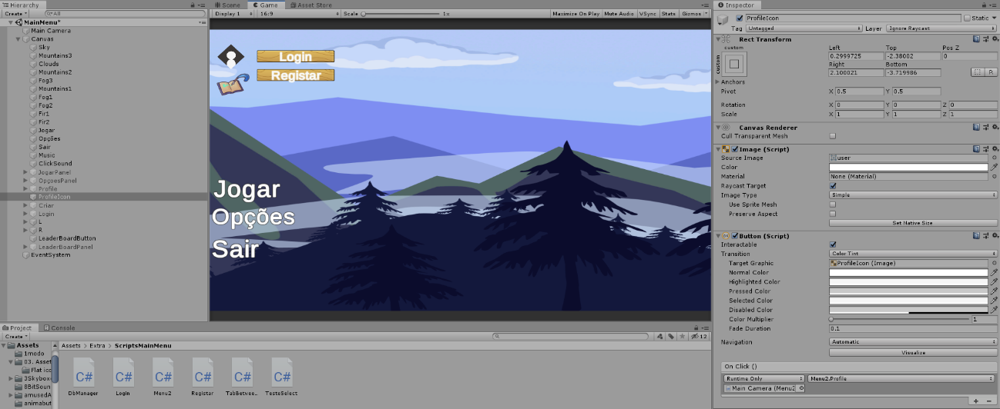 Hierarchy
Create
All
MainMenu*
Main Camera
Canvas
Sky
Mountains3
Clouds
Mountains2
Fog3
Mountains1
Fog1
Fog2
Fir1
Fir2
Jogar
Opções
Sair
Music
ClickSound
JogarPanel
OpçoesPanel
Profile
ProfileIcon
Criar
Login
L
R
LeaderBoardButton
LeaderBoardPanel
EventSystem
Scene Game Asset Store
Display 1 16:9 Scale 1x Maximize On Play Mute Audio VSync Stats Gizmos
Login
Registar
Jogar
Opções
Sair
Project Console
Create
12
Assets
1modo
03. Asset
Flat ico
3Skybox
8BitSoun
amusedA
animabut
Assets Extra ScriptsMainMenu
DbManager Login Menu2 Registar TabBetwee... TesteSelect
Inspector
ProfileIcon Static
Tag Untagged Layer Ignore Raycast
Rect Transform
custom
custom
Left Top Pos Z
0.2999725 -2.38002 0
Right Bottom
2.100021 -3.719986
R
Anchors
Pivot X 0.5 Y 0.5
Rotation X 0 Y 0 Z 0
Scale X 1 Y 1 Z 1
Canvas Renderer
Cull Transparent Mesh
Image (Script)
Source Image user
Color
Material None (Material)
Raycast Target
Image Type Simple
Use Sprite Mesh
Preserve Aspect
Set Native Size
Button (Script)
Interactable
Transition Color Tint
Target Graphic ProfileIcon (Image)
Normal Color
Highlighted Color
Pressed Color
Selected Color
Disabled Color
Color Multiplier 1
Fade Duration 0.1
Navigation Automatic
Visualize
On Click ()
Runtime Only Menu2.Profile
Main Camera (Menu2